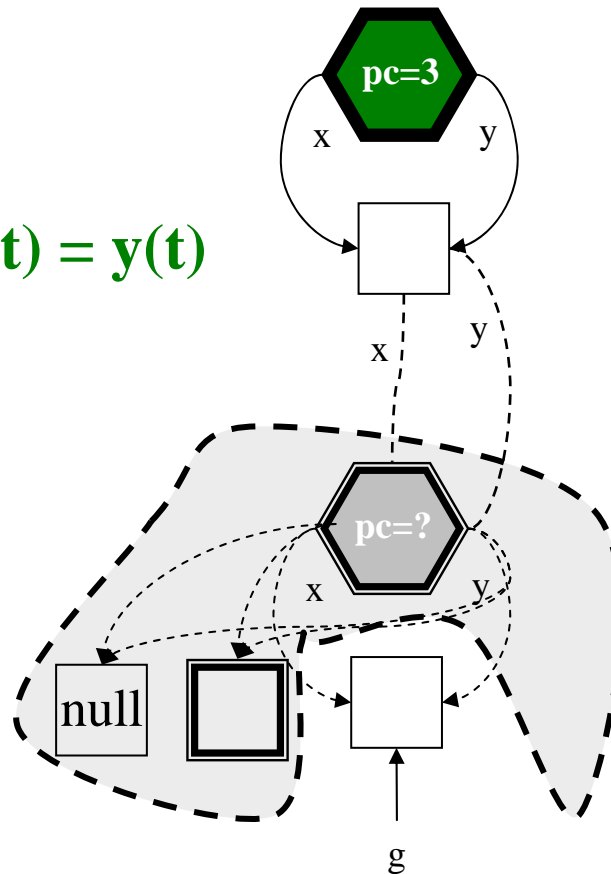 pc=3
x
y
t) = y(t)
x
y
pc=?
x
y
null
g